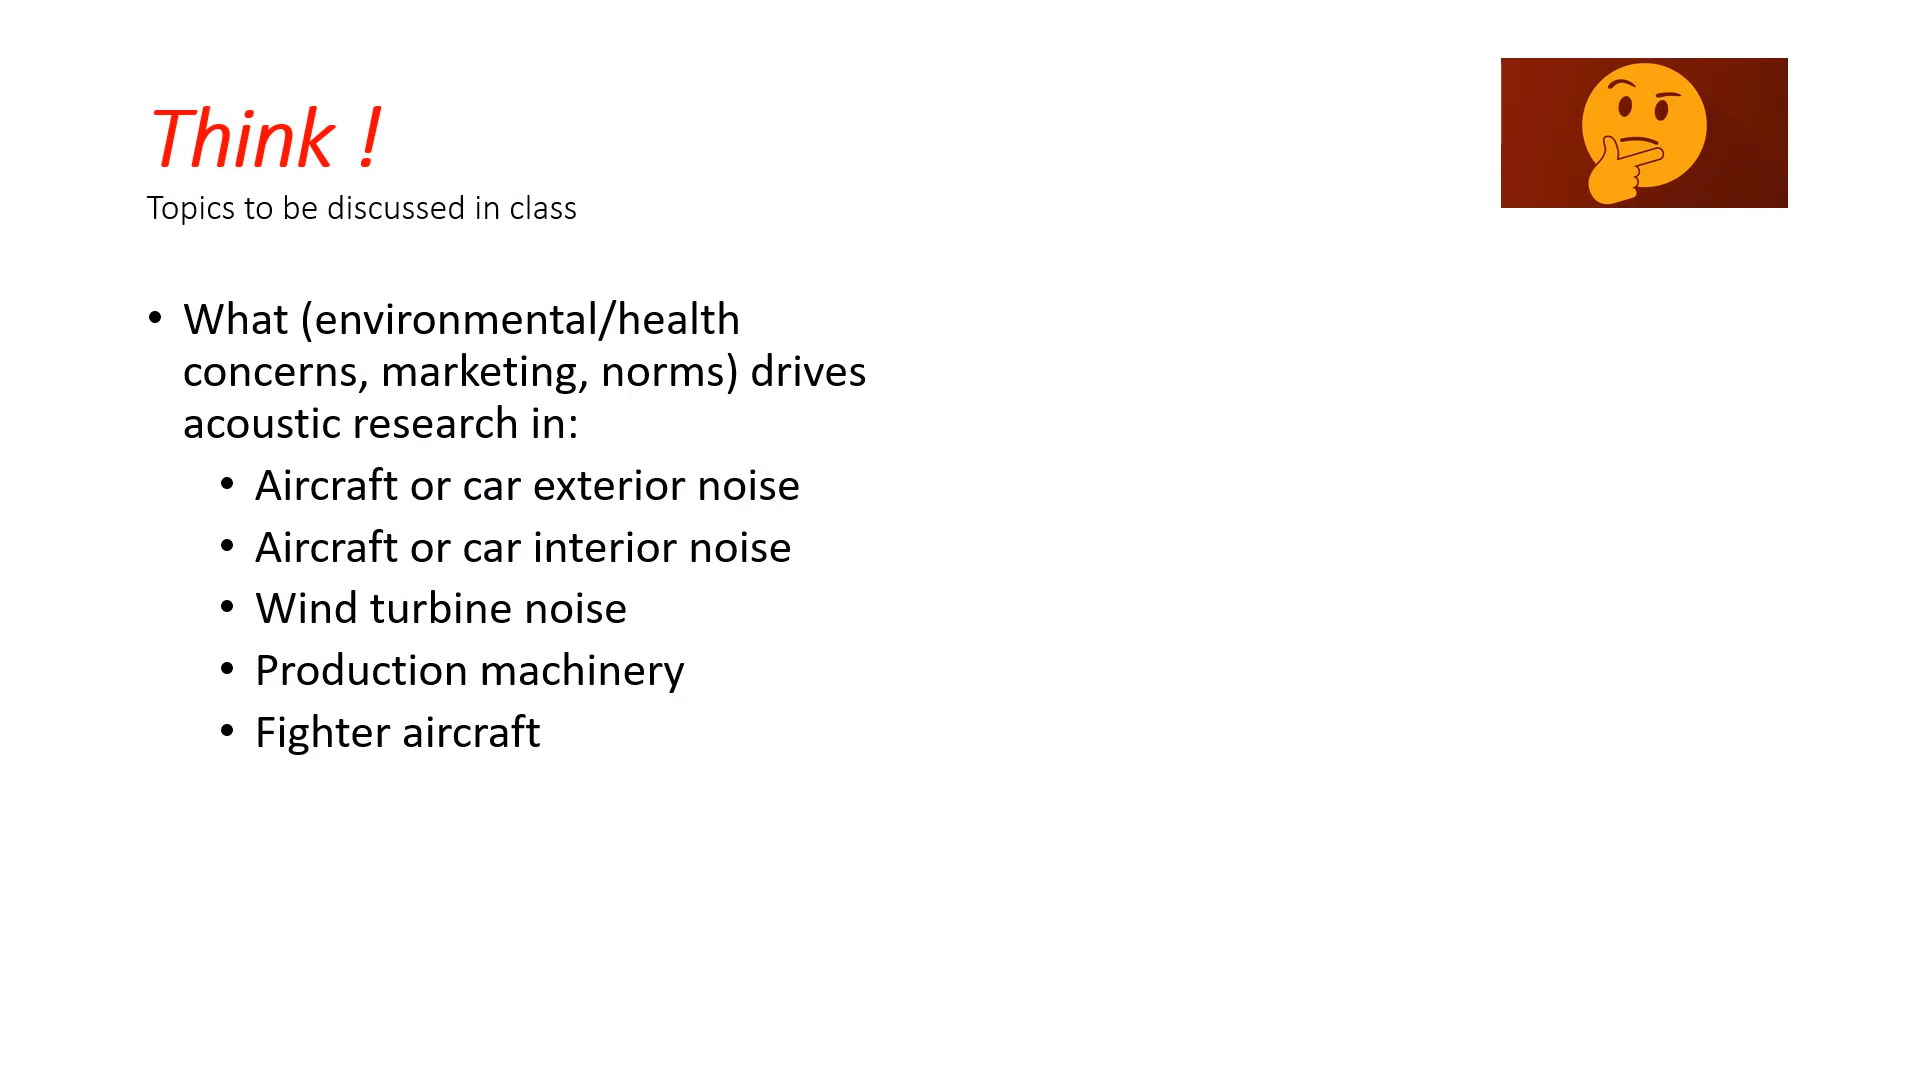 Think !
Topics to be discussed in class
• What (environmental/health
concerns, marketing, norms) drives
acoustic research in:
• Aircraft or car exterior noise
• Aircraft or car interior noise
• Wind turbine noise
• Production machinery
• Fighter aircraft